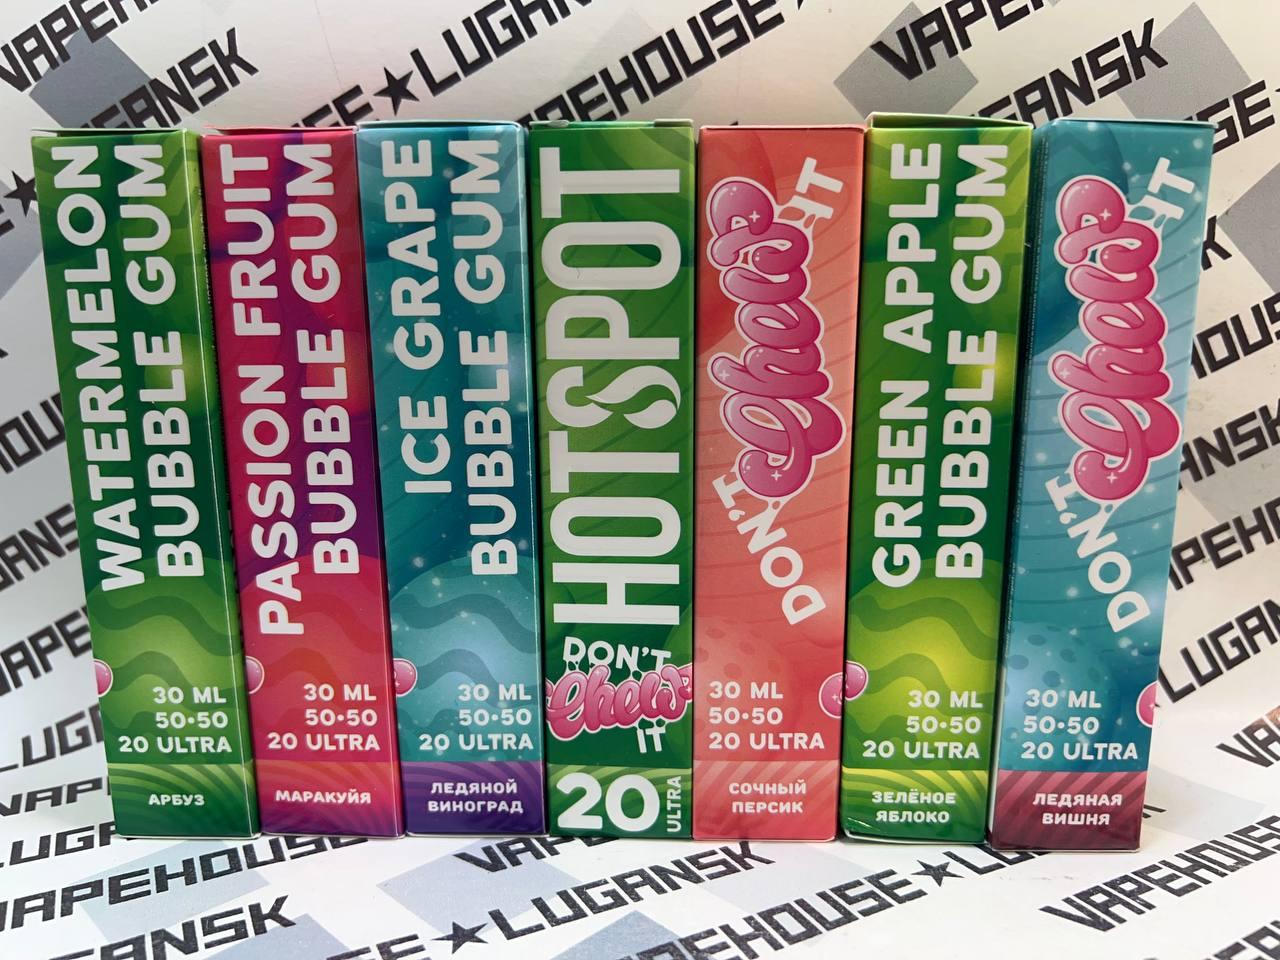 WATERMELON
BUBBLE GUM
30 ML
50•50
20 ULTRA
АРБУЗ
PASSION FRUIT
BUBBLE GUM
30 ML
50•50
20 ULTRA
МАРАКУЙЯ
ICE GRAPE
BUBBLE GUM
30 ML
50•50
20 ULTRA
ЛЕДЯНОЙ
ВИНОГРАД
HOTSPOT
DON'T
Chew
IT
20
ULTRA
DON'T
Chew
IT
30 ML
50•50
20 ULTRA
СОЧНЫЙ
ПЕРСИК
GREEN APPLE
BUBBLE GUM
30 ML
50•50
20 ULTRA
ЗЕЛЁНОЕ
ЯБЛОКО
DON'T
Chew
IT
30 ML
50•50
20 ULTRA
ЛЕДЯНАЯ
ВИШНЯ
VAPEHOUSE★LUGANSK